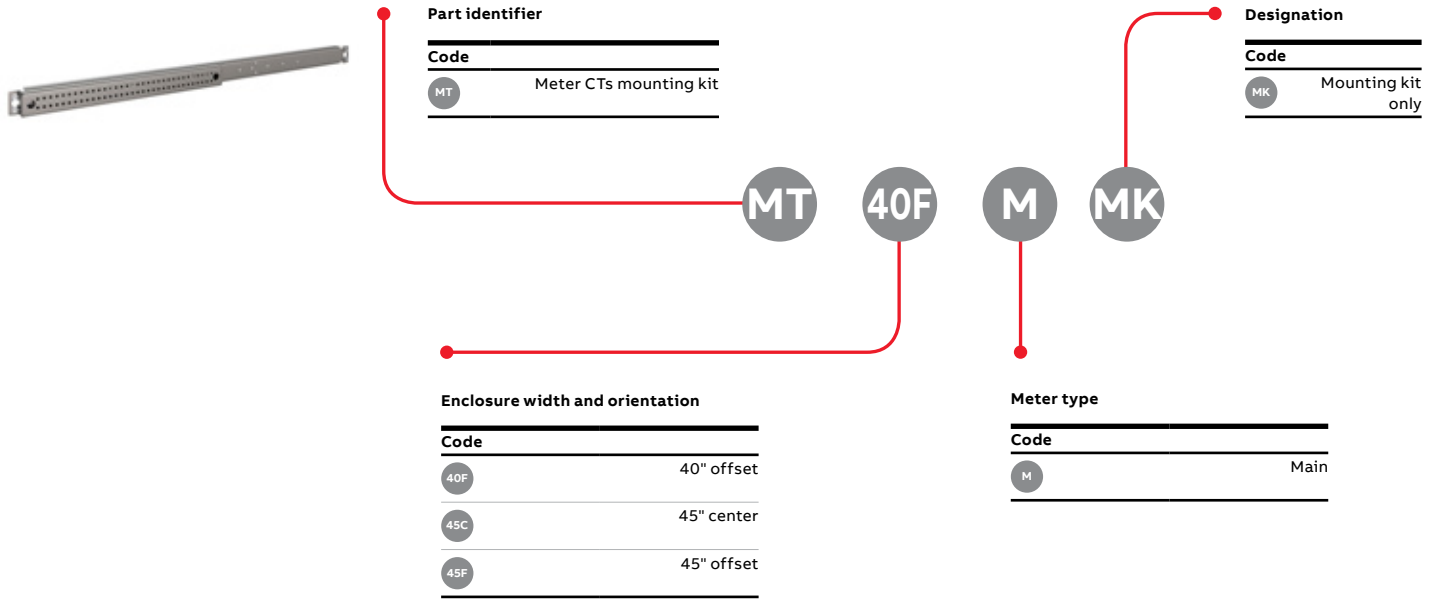 Part identifier
Code
MT Meter CTs mounting kit
Designation
Code
MK Mounting kit
only
MT 40F M MK
Enclosure width and orientation
Code
40F 40" offset
45C 45" center
45F 45" offset
Meter type
Code
M Main